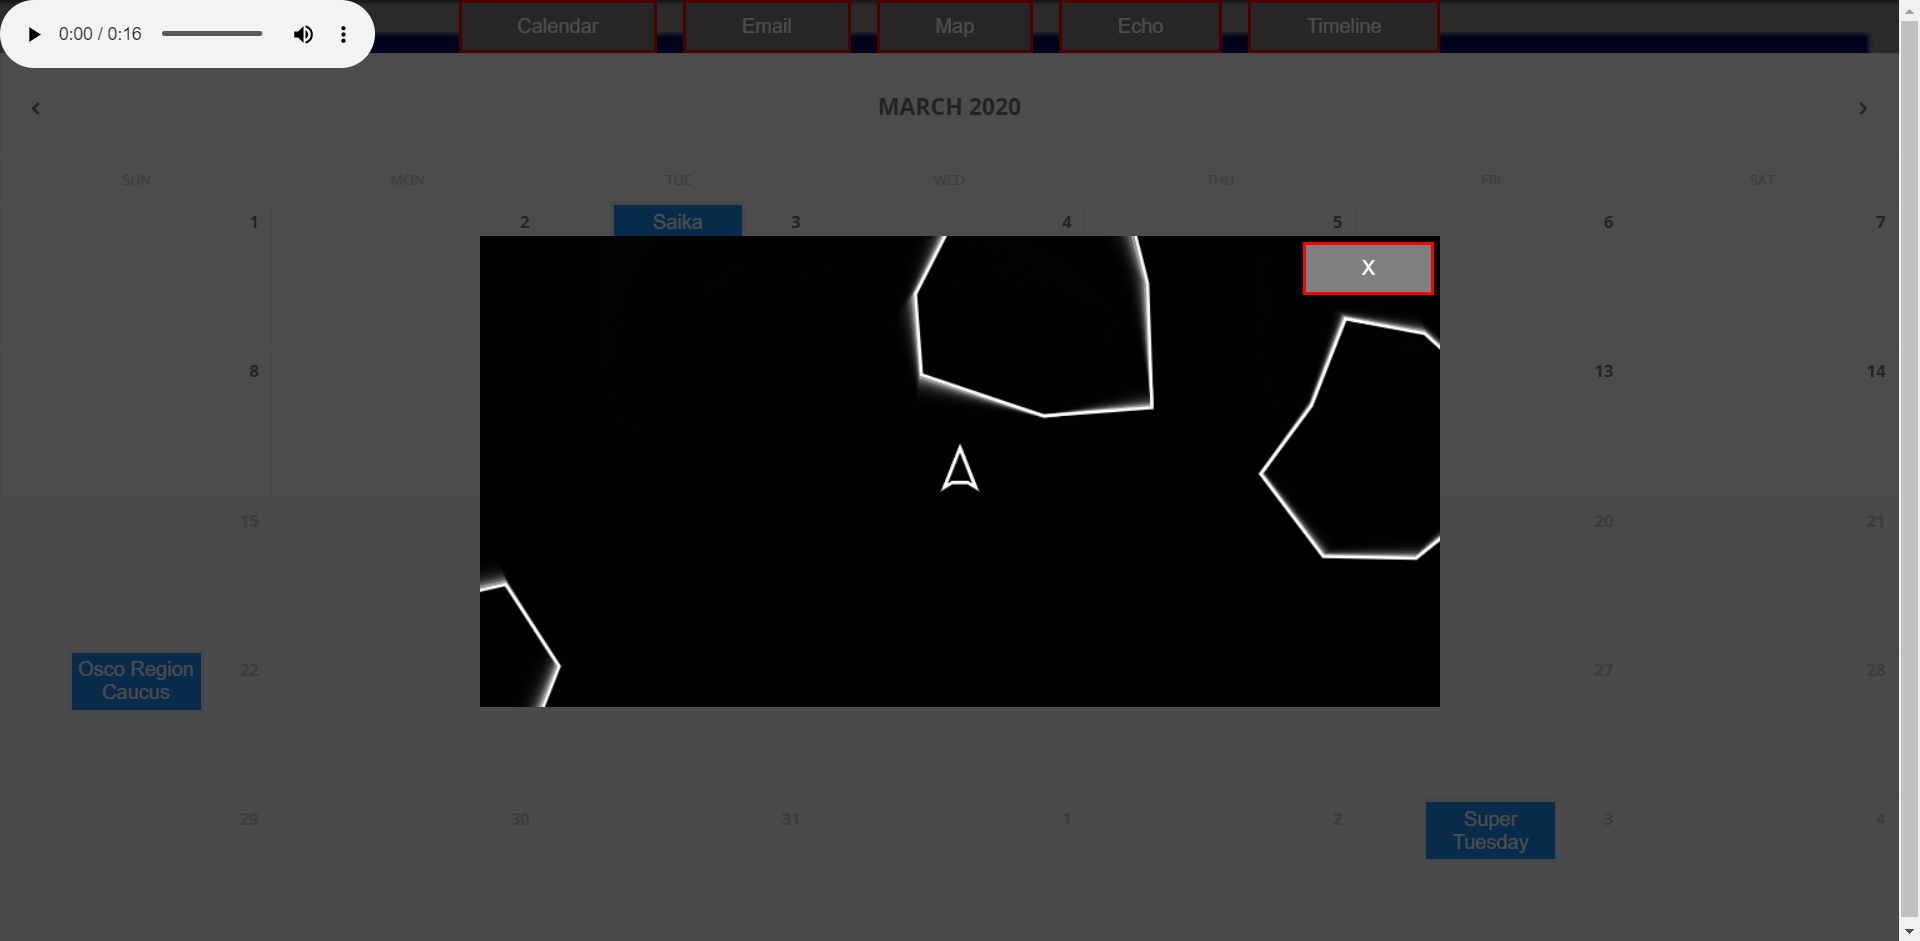 0:00 / 0:16
Calendar Email Map Echo Timeline
MARCH 2020
SUN MON TUE WED THU FRI SAT
1 2 Saika 3 4 5 6 7
X
8 13 14
15 20 21
Osco Region 22 27 28
Caucus
29 30 31 1 2 Super 3 4
Tuesday